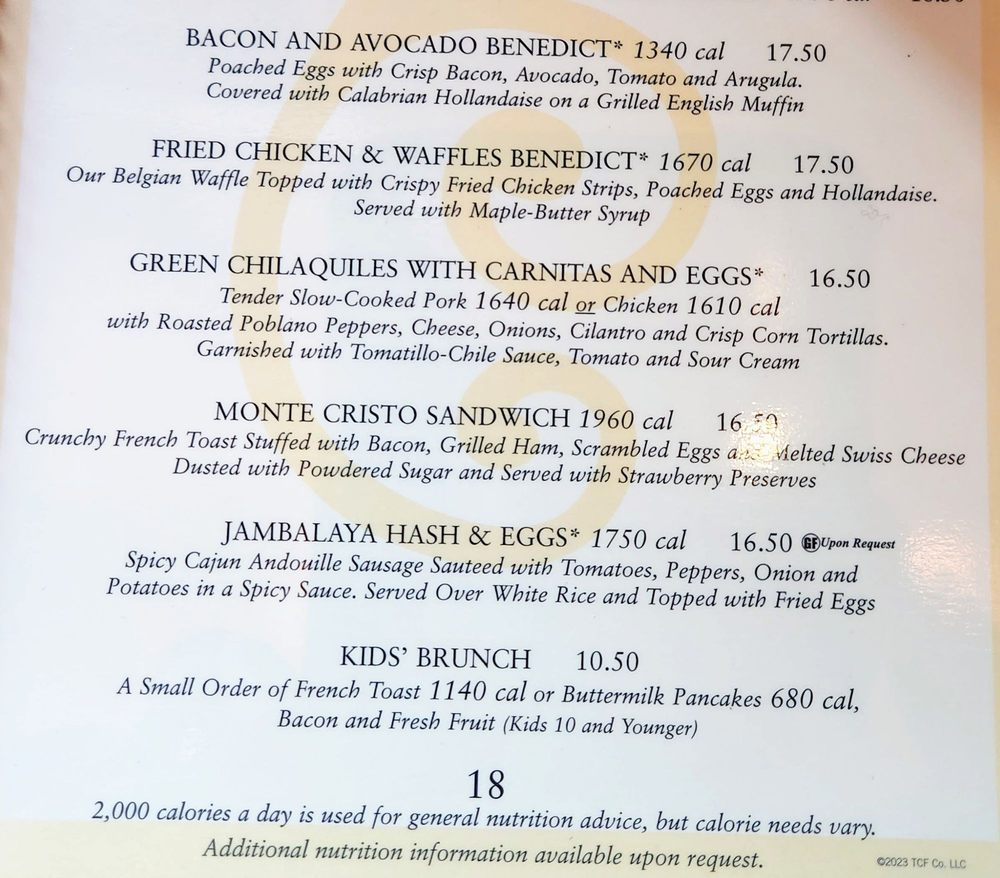 BACON AND AVOCADO BENEDICT* 1340 cal 17.50
Poached Eggs with Crisp Bacon, Avocado, Tomato and Arugula.
Covered with Calabrian Hollandaise on a Grilled English Muffin
FRIED CHICKEN & WAFFLES BENEDICT* 1670 cal 17.50
Our Belgian Waffle Topped with Crispy Fried Chicken Strips, Poached Eggs and Hollandaise.
Served with Maple-Butter Syrup
GREEN CHILAQUILES WITH CARNITAS AND EGGS* 16.50
Tender Slow-Cooked Pork 1640 cal or Chicken 1610 cal
with Roasted Poblano Peppers, Cheese, Onions, Cilantro and Crisp Corn Tortillas.
Garnished with Tomatillo-Chile Sauce, Tomato and Sour Cream
MONTE CRISTO SANDWICH 1960 cal 16.50
Crunchy French Toast Stuffed with Bacon, Grilled Ham, Scrambled Eggs and Melted Swiss Cheese
Dusted with Powdered Sugar and Served with Strawberry Preserves
JAMBALAYA HASH & EGGS* 1750 cal 16.50 GF Upon Request
Spicy Cajun Andouille Sausage Sauteed with Tomatoes, Peppers, Onion and
Potatoes in a Spicy Sauce. Served Over White Rice and Topped with Fried Eggs
KIDS' BRUNCH 10.50
A Small Order of French Toast 1140 cal or Buttermilk Pancakes 680 cal,
Bacon and Fresh Fruit (Kids 10 and Younger)
18
2,000 calories a day is used for general nutrition advice, but calorie needs vary.
Additional nutrition information available upon request.
©2023 TCF Co. LLC